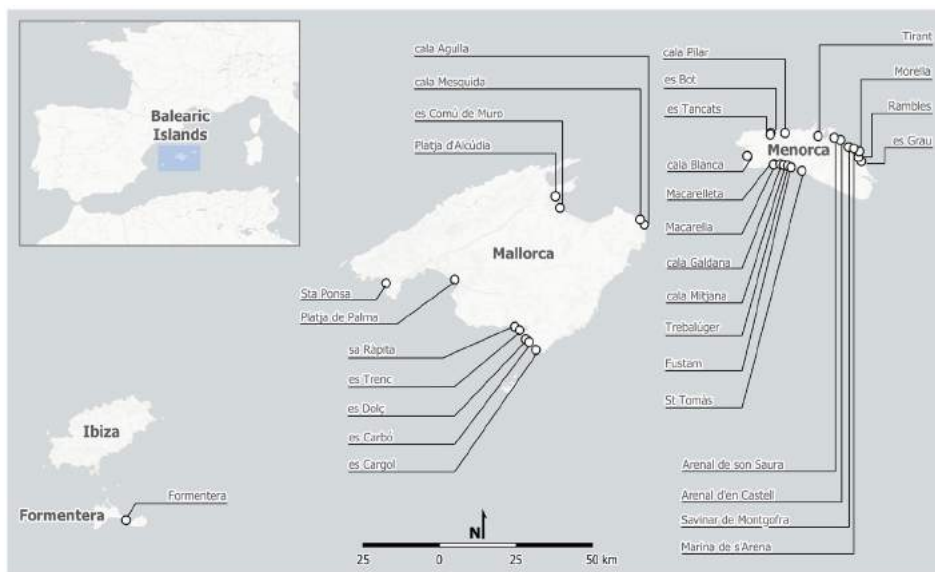 Balearic
Islands
cala Agulla
cala Mesquida
es Comú de Muro
Platja d'Alcúdia
Mallorca
Sta Ponsa
Platja de Palma
sa Ràpita
es Trenc
es Dolç
es Carbó
es Cargol
Ibiza
Formentera
Formentera
cala Pilar
es Bot
es Tancats
cala Blanca
Macarelleta
Macarella
cala Galdana
cala Mitjana
Trebalúger
Fustam
St Tomàs
Menorca
Tirant
Morella
Rambles
es Grau
Arenal de son Saura
Arenal d'en Castell
Savinar de Mongofra
Marina de s'Arena
N
25 0 25 50 km